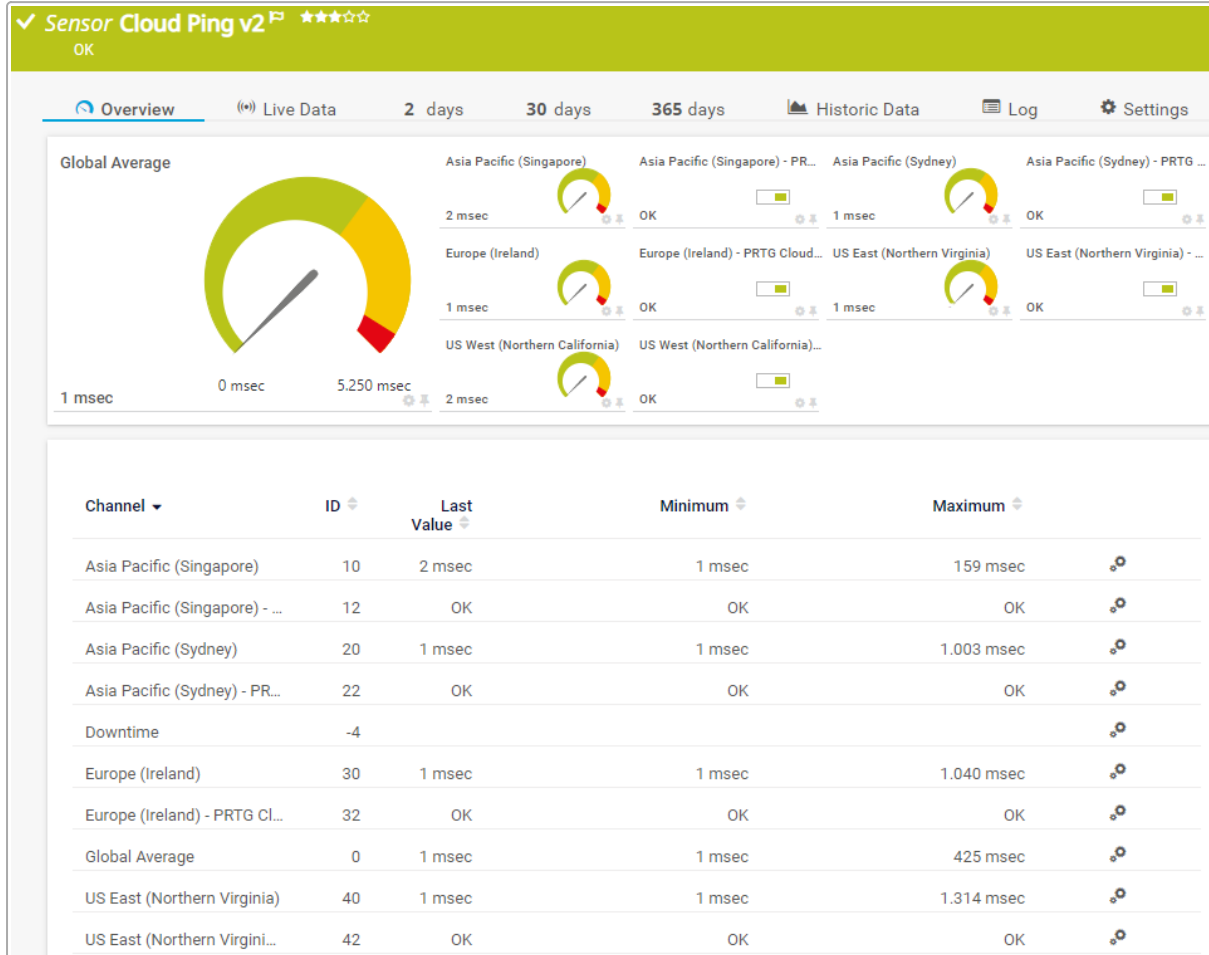 Sensor Cloud Ping v2
OK
Overview Live Data 2 days 30 days 365 days Historic Data Log Settings
Global Average
1 msec
0 msec 5.250 msec
Asia Pacific (Singapore) Asia Pacific (Singapore) - PR... Asia Pacific (Sydney) Asia Pacific (Sydney) - PRTG ...
2 msec OK 1 msec OK
Europe (Ireland) Europe (Ireland) - PRTG Cloud... US East (Northern Virginia) US East (Northern Virginia) - ...
1 msec OK 1 msec OK
US West (Northern California) US West (Northern California)...
2 msec OK
Channel ID Last Value Minimum Maximum
Asia Pacific (Singapore) 10 2 msec 1 msec 159 msec
Asia Pacific (Singapore) - ... 12 OK OK OK
Asia Pacific (Sydney) 20 1 msec 1 msec 1.003 msec
Asia Pacific (Sydney) - PR... 22 OK OK OK
Downtime -4
Europe (Ireland) 30 1 msec 1 msec 1.040 msec
Europe (Ireland) - PRTG Cl... 32 OK OK OK
Global Average 0 1 msec 1 msec 425 msec
US East (Northern Virginia) 40 1 msec 1 msec 1.314 msec
US East (Northern Virgini... 42 OK OK OK